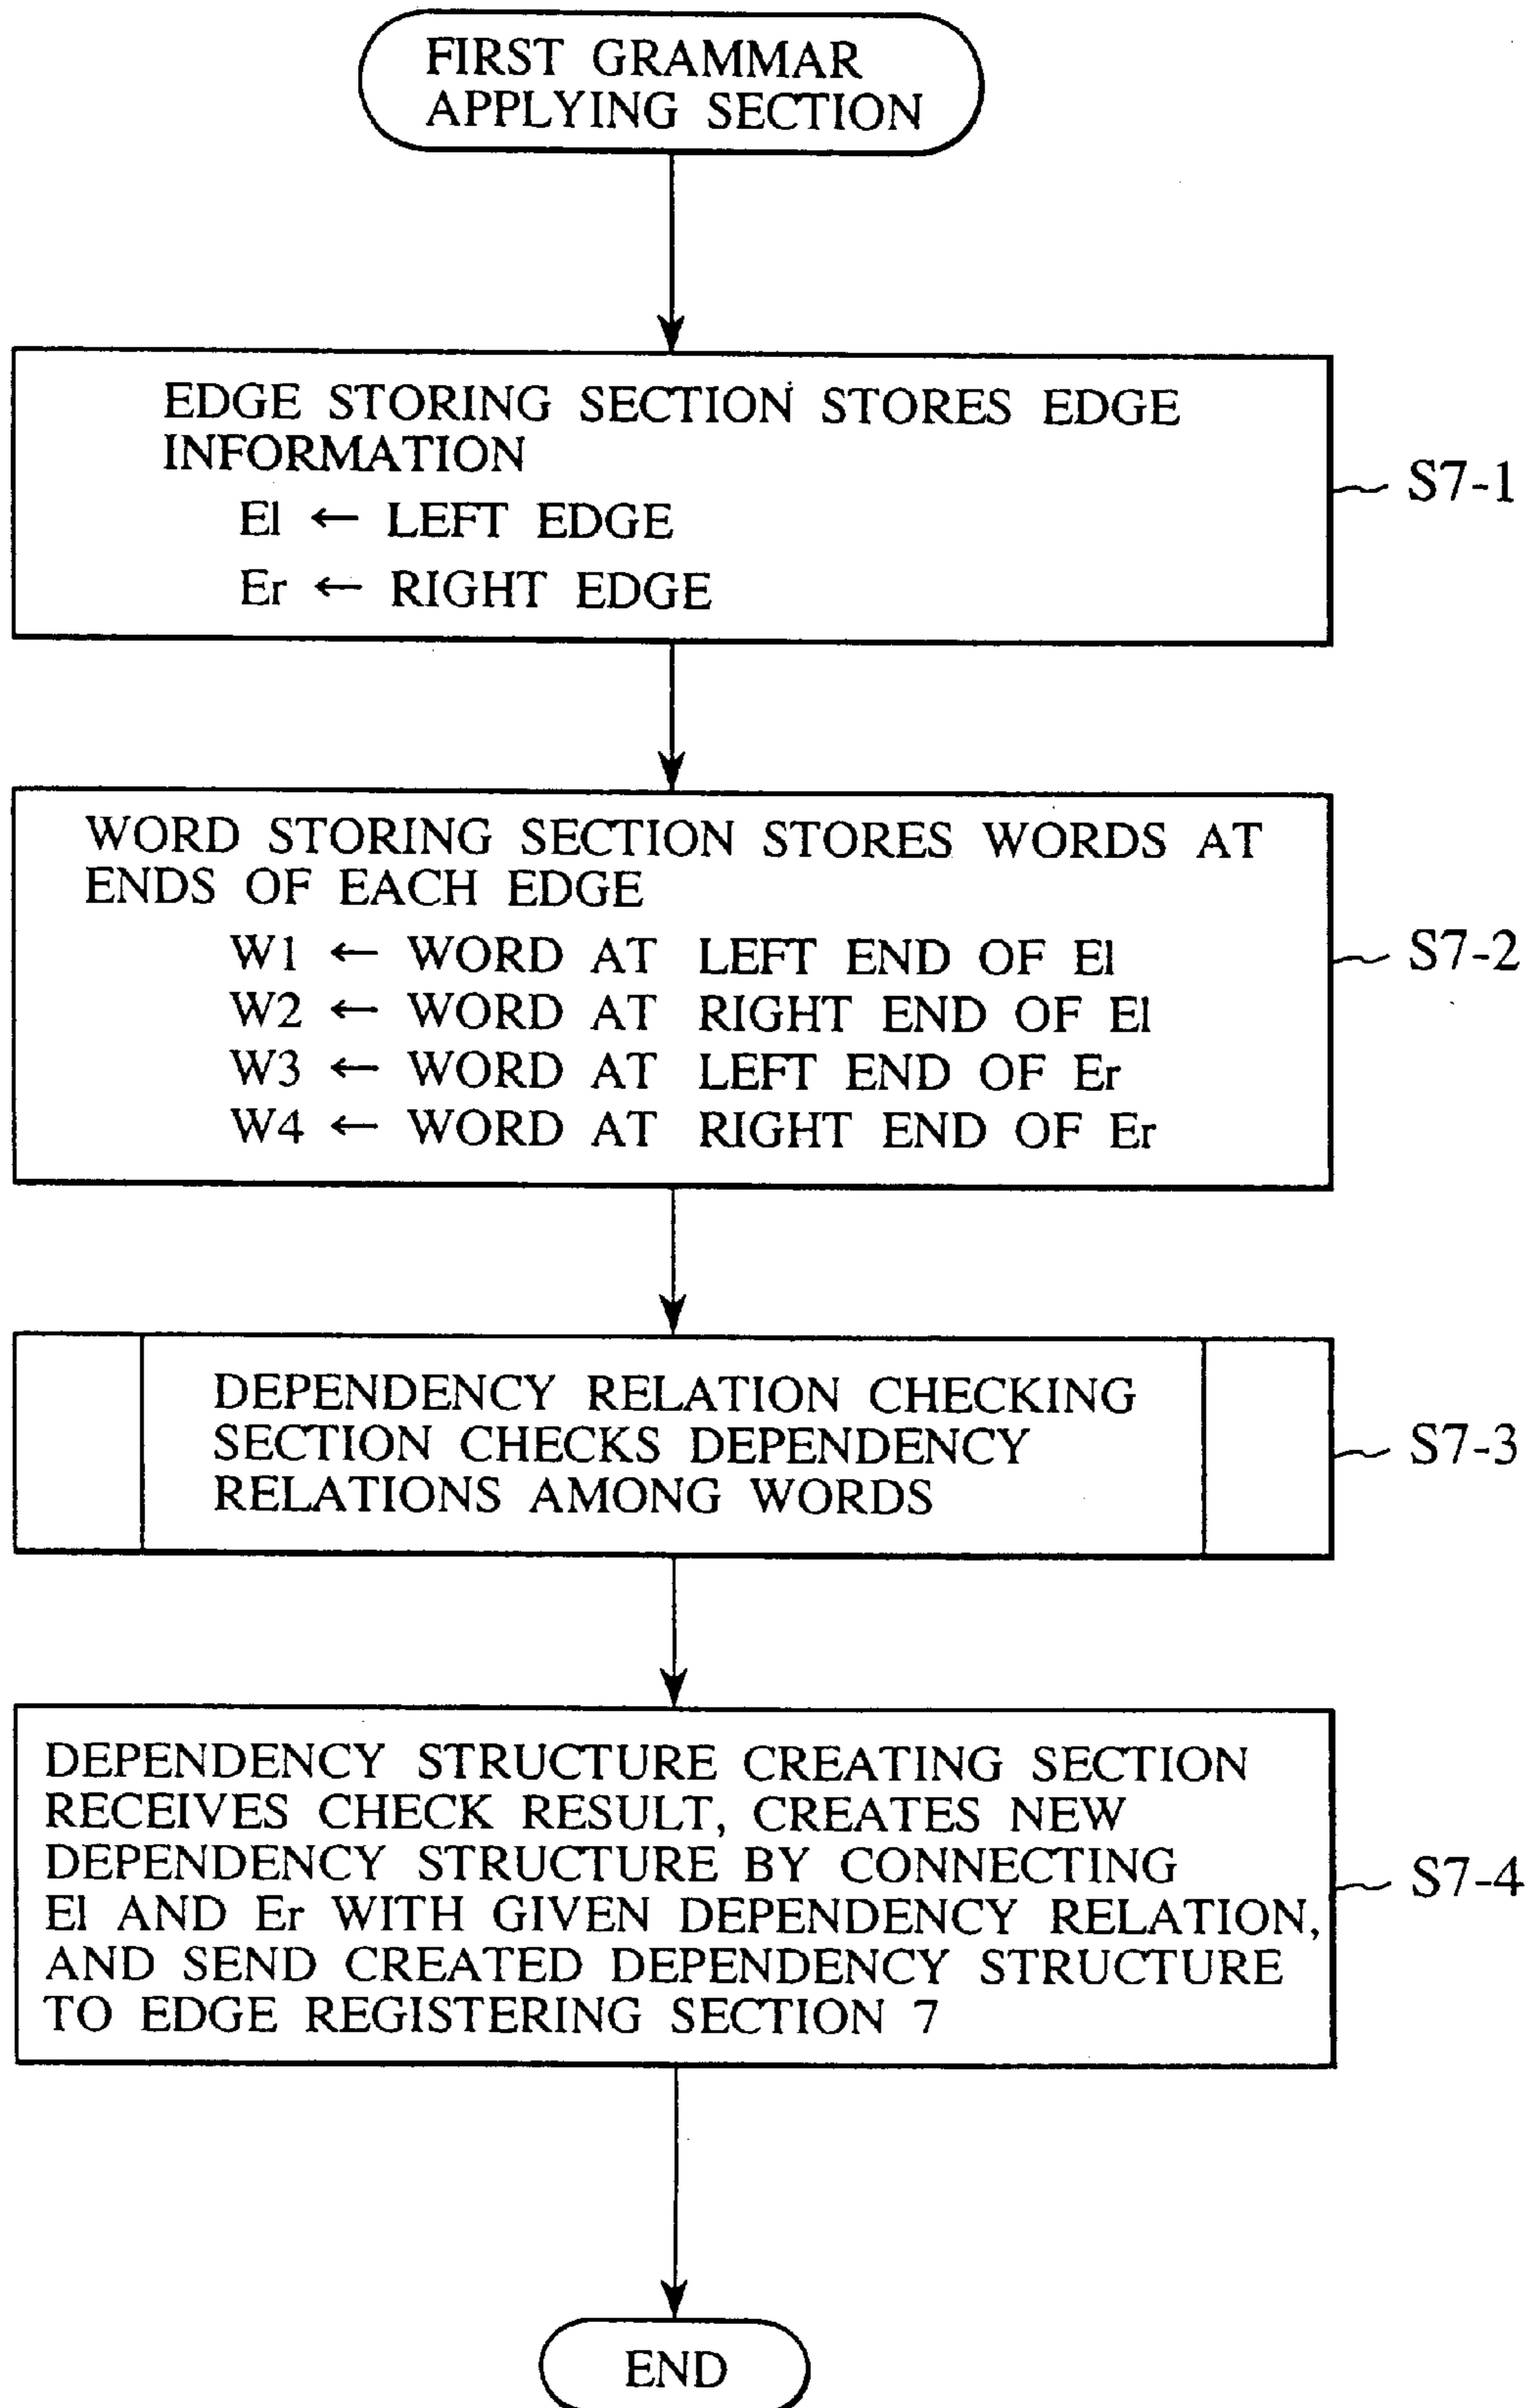 FIRST GRAMMAR
APPLYING SECTION
EDGE STORING SECTION STORES EDGE
INFORMATION
El ← LEFT EDGE
Er ← RIGHT EDGE
S7-1
WORD STORING SECTION STORES WORDS AT
ENDS OF EACH EDGE
W1 ← WORD AT LEFT END OF El
W2 ← WORD AT RIGHT END OF El
W3 ← WORD AT LEFT END OF Er
W4 ← WORD AT RIGHT END OF Er
S7-2
DEPENDENCY RELATION CHECKING
SECTION CHECKS DEPENDENCY
RELATIONS AMONG WORDS
S7-3
DEPENDENCY STRUCTURE CREATING SECTION
RECEIVES CHECK RESULT, CREATES NEW
DEPENDENCY STRUCTURE BY CONNECTING
El AND Er WITH GIVEN DEPENDENCY RELATION,
AND SEND CREATED DEPENDENCY STRUCTURE
TO EDGE REGISTERING SECTION 7
S7-4
END